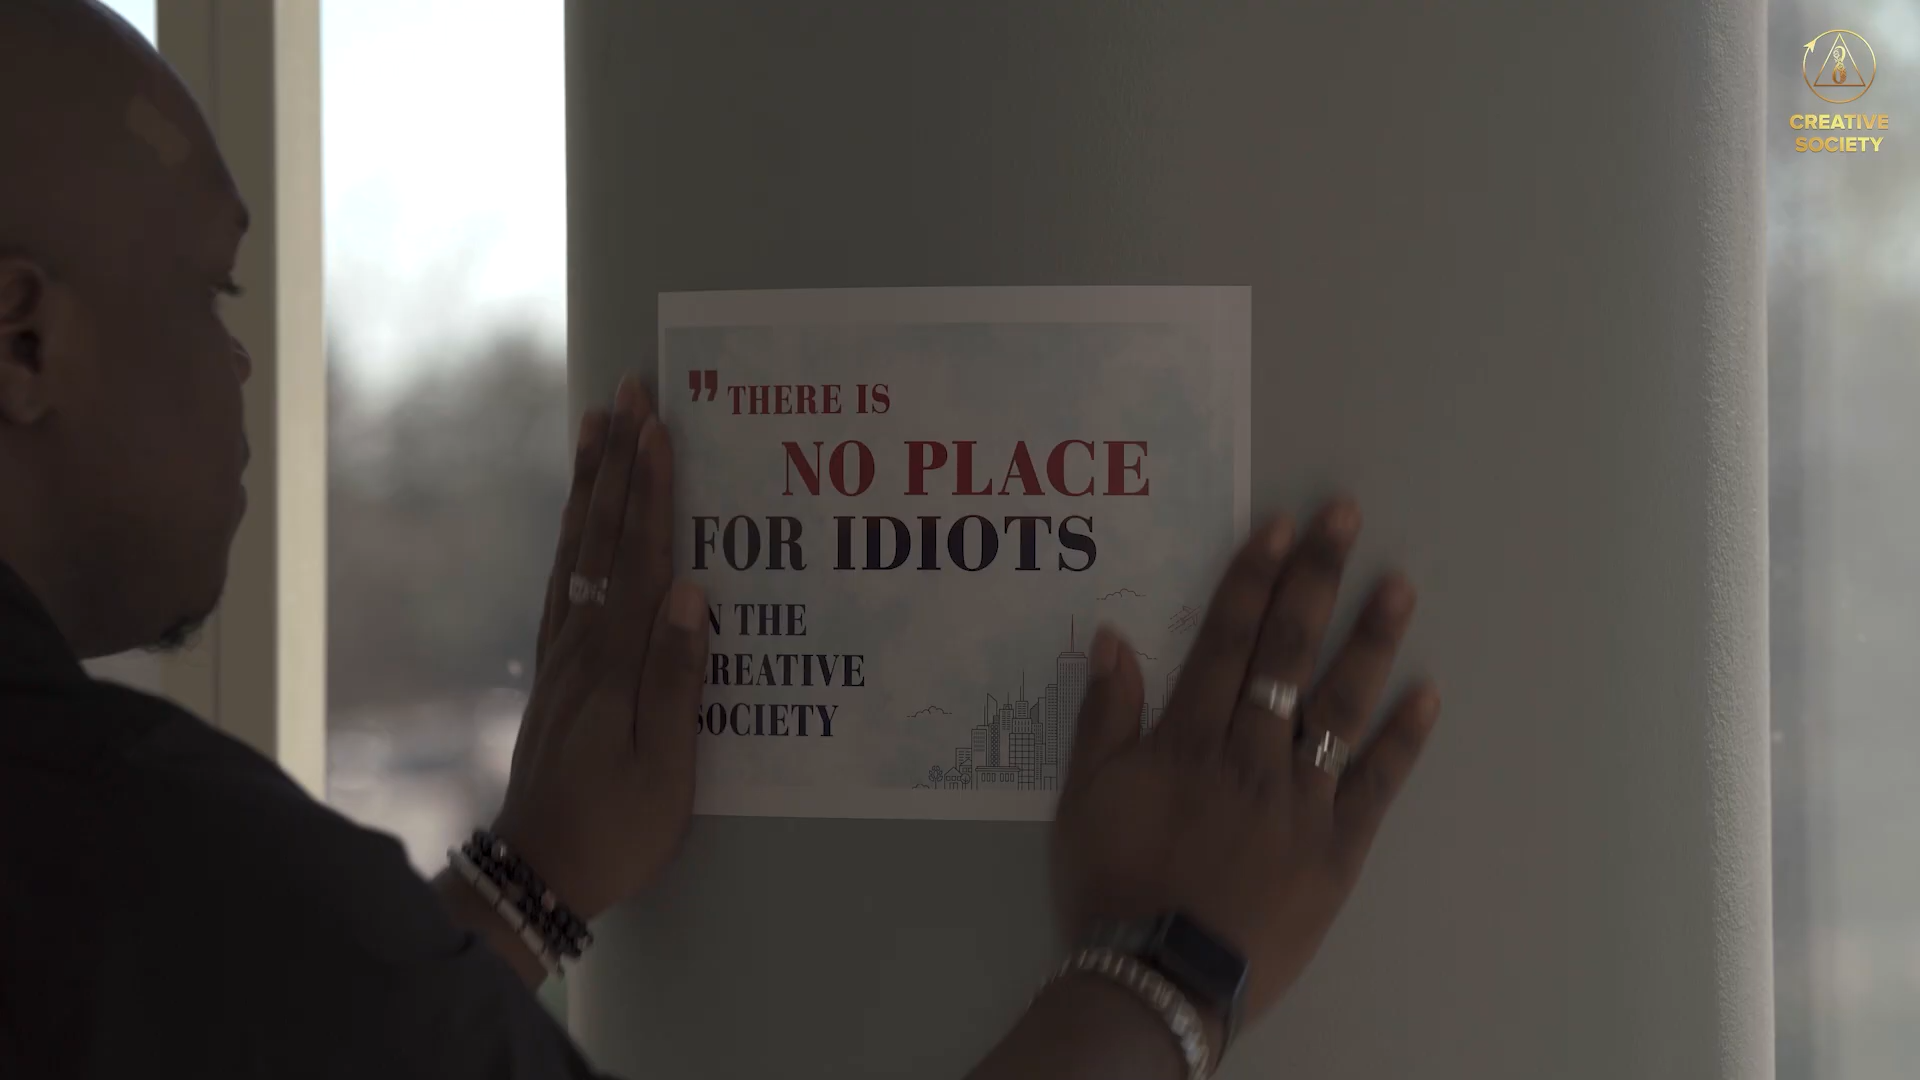 ” THERE IS
NO PLACE
FOR IDIOTS
N THE
REATIVE
SOCIETY
CREATIVE
SOCIETY